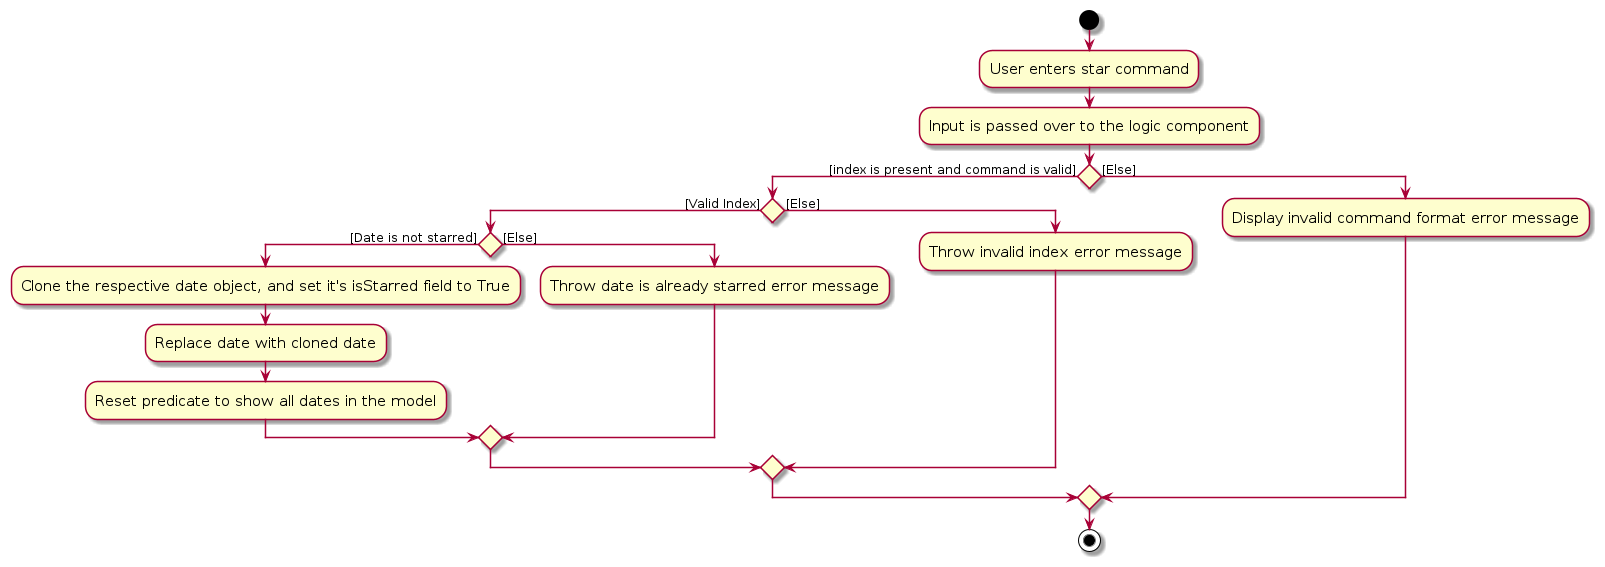 User enters star command
Input is passed over to the logic component
[index is present and command is valid]
[Else]
[Valid Index]
[Else]
Display invalid command format error message
[Date is not starred]
[Else]
Throw invalid index error message
Clone the respective date object, and set it's isStarred field to True
Throw date is already starred error message
Replace date with cloned date
Reset predicate to show all dates in the model